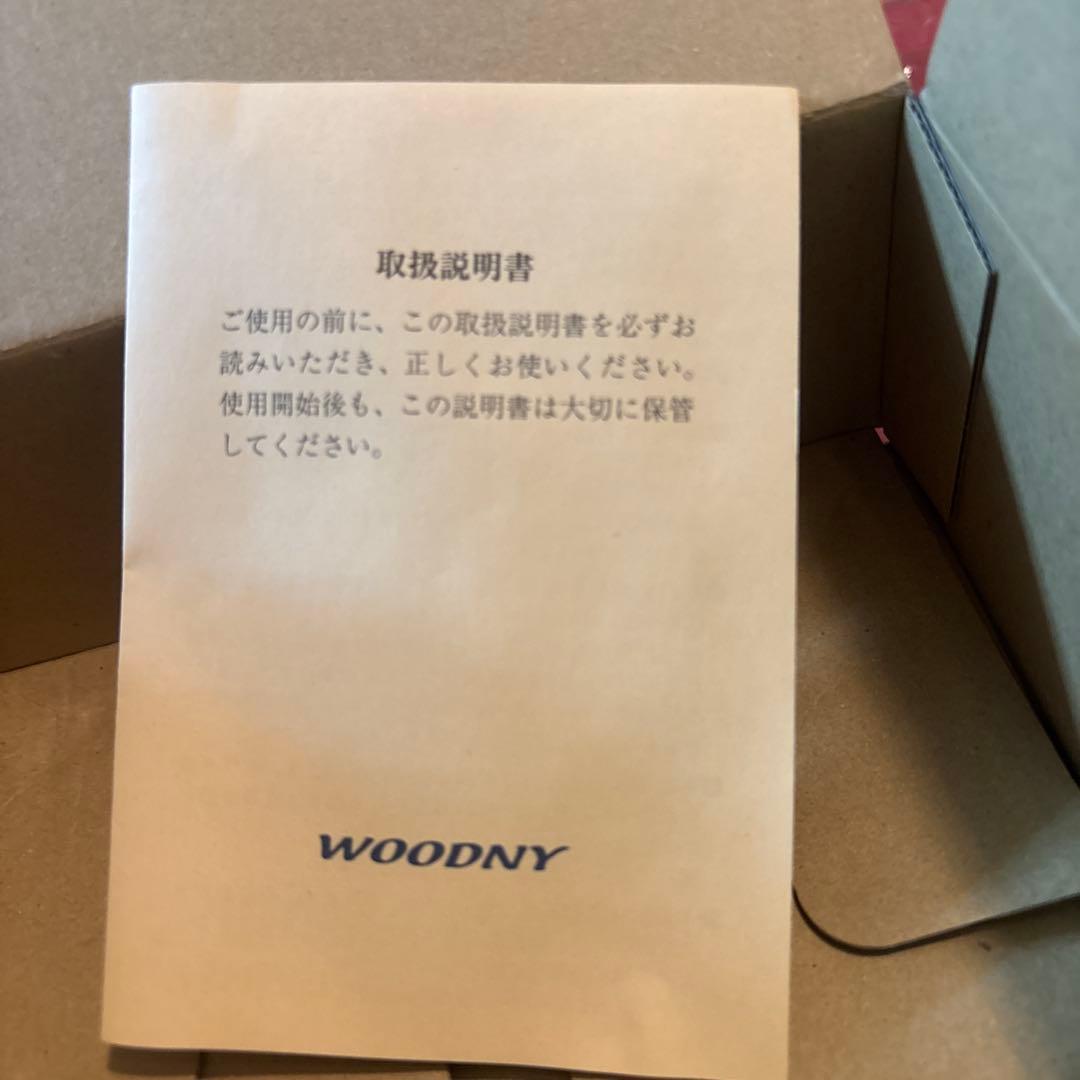 取扱説明書
ご使用の前に、この取扱説明書を必ずお
読みいただき、正しくお使いください。
使用開始後も、この説明書は大切に保管
してください。
WOODNY